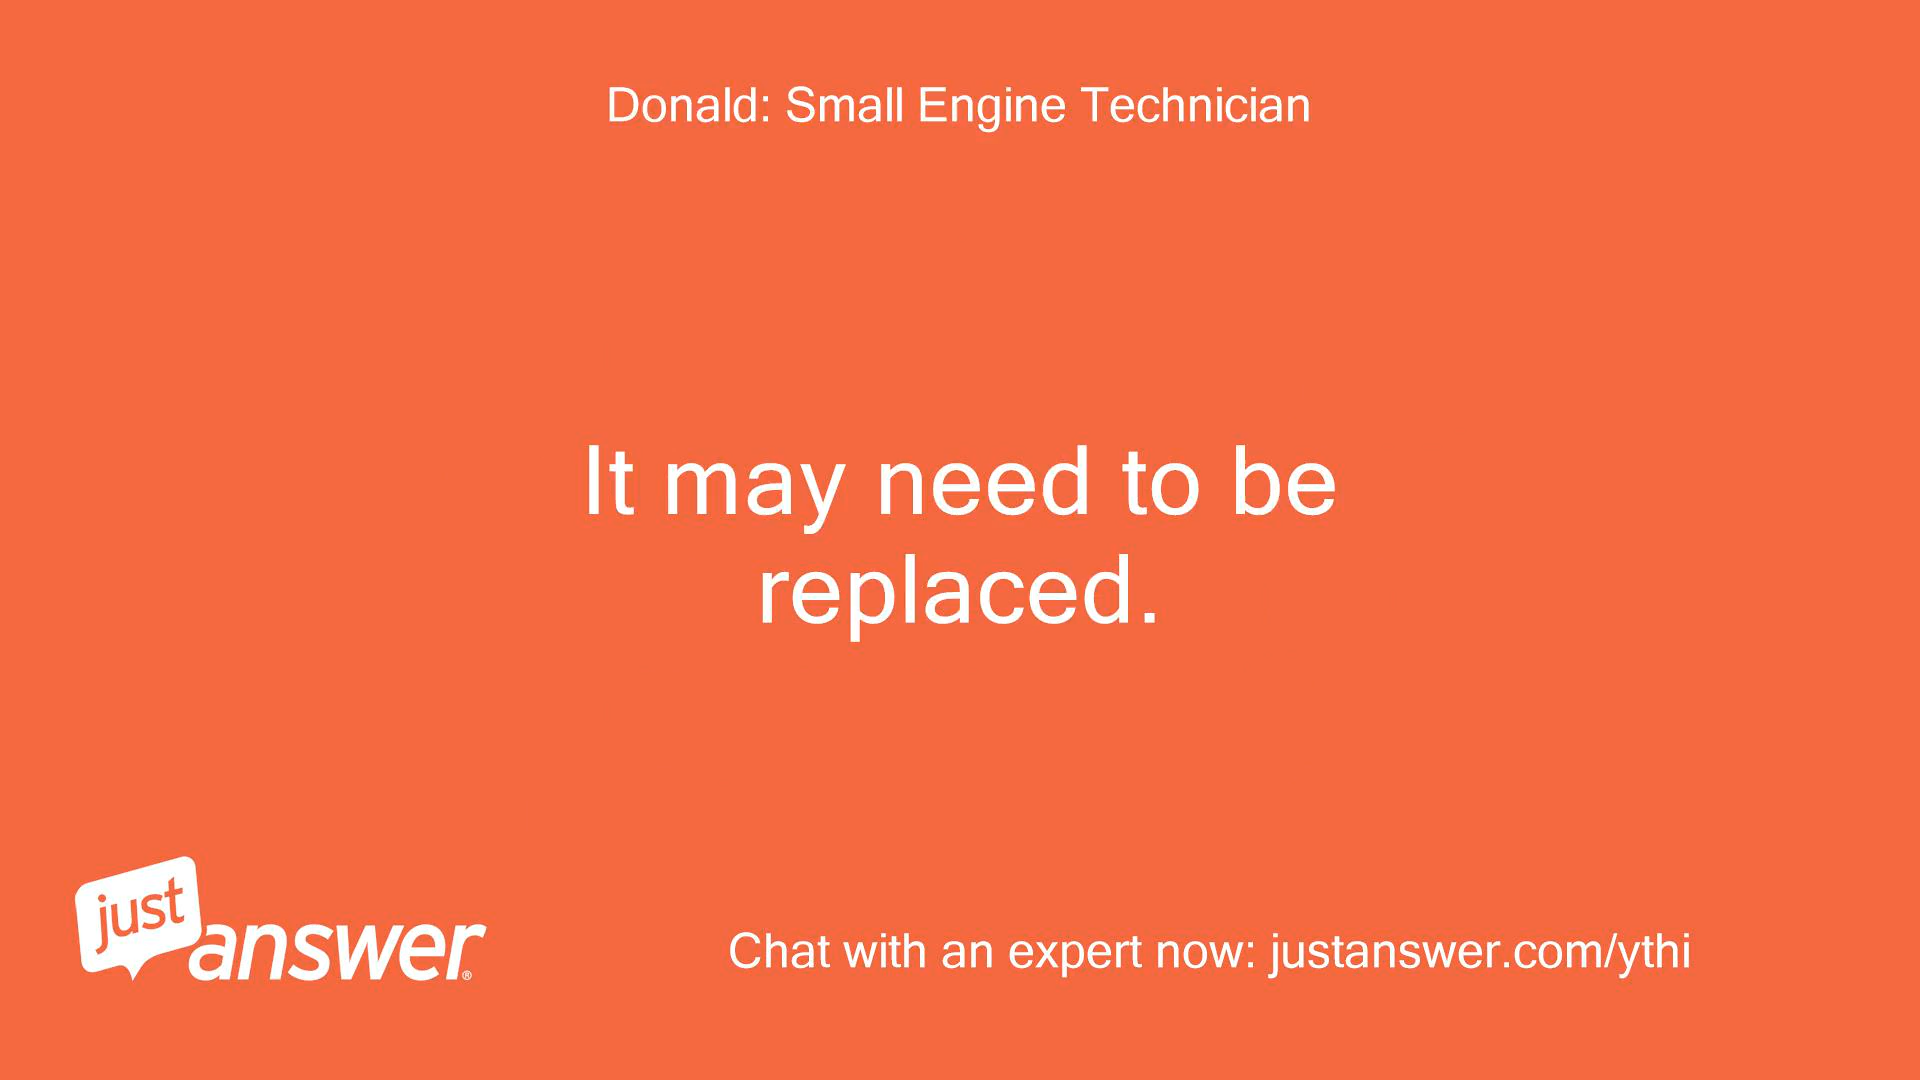 Donald: Small Engine Technician
It may need to be
replaced.
just
answer®
Chat with an expert now: justanswer.com/ythi